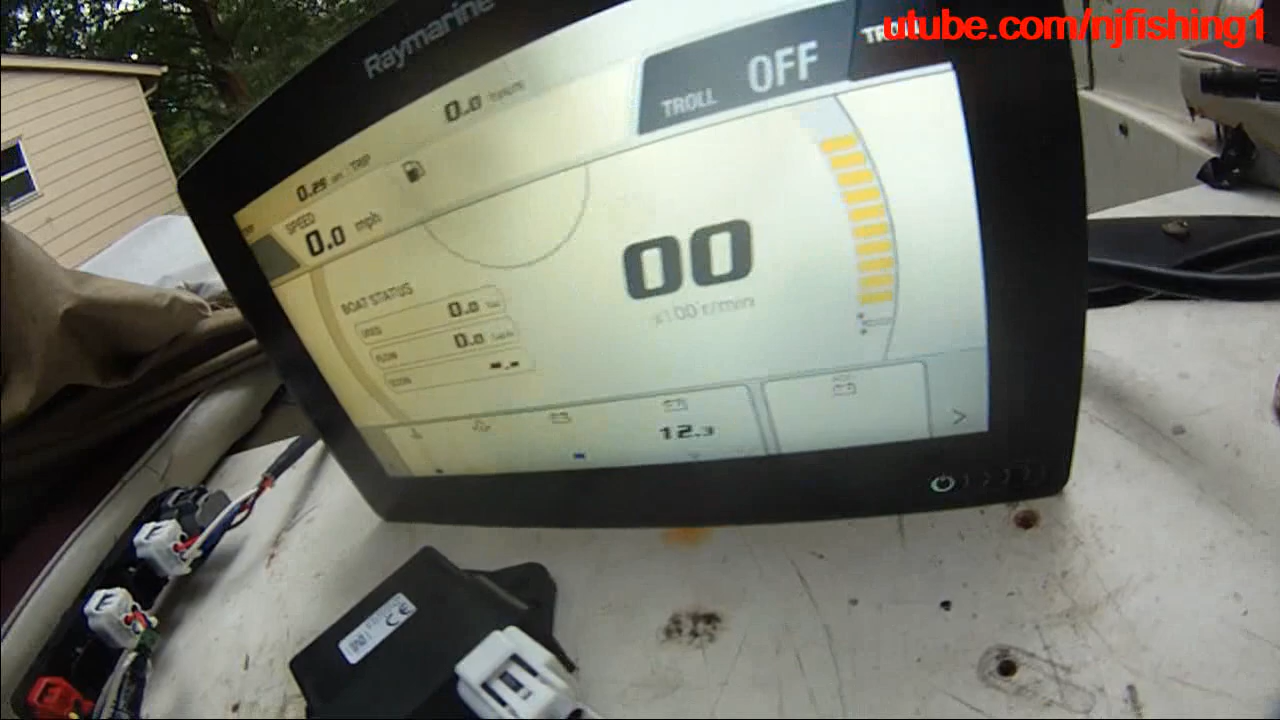 utube.com/njfishing1
Raymarine
TROLL OFF
0.0
0.25 TRIP
SPEED
0.0 mph
00
x100 r/min
BOAT STATUS
0.0
FLOW 0.0
-.-
12.3
>
CE